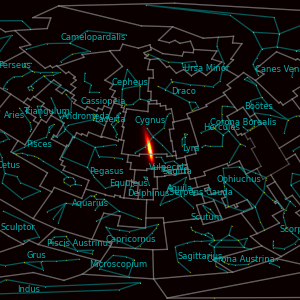 Camelopardalis
Perseus
Ursa Minor
Canes Ven
Cepheus
Draco
Cassiopeia
Triangulum
Boötes
Aries
Andromeda
Lacerta
Cygnus
Corona Borealis
Hercules
Pisces
Lyra
Cetus
Pegasus
Vulpecula
Sagitta
Ophiuchus
Equuleus
Delphinus
Aquila
Serpens Cauda
Aquarius
Scutum
Sculptor
Capricornus
Scorp
Piscis Austrinus
Grus
Sagittarius
Corona Austrina
Microscopium
Indus